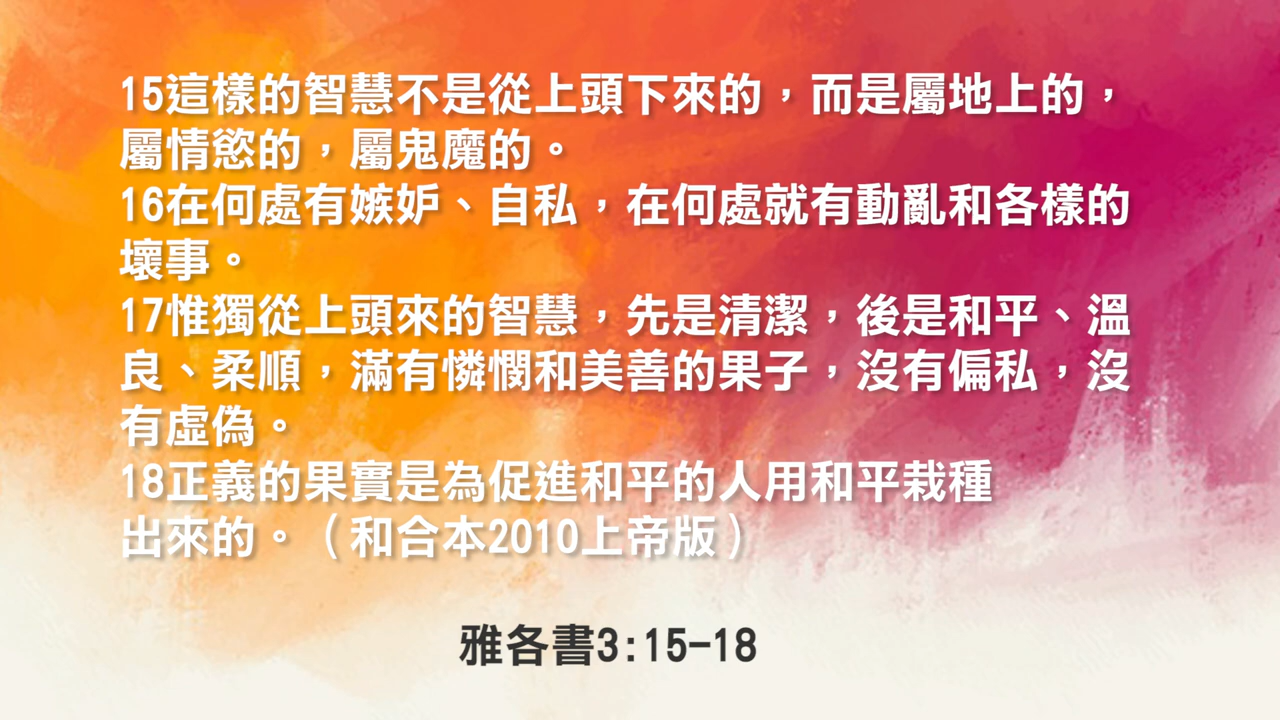 15這樣的智慧不是從上頭下來的，而是屬地上的，
屬情慾的，屬鬼魔的。
16在何處有嫉妒、自私，在何處就有動亂和各樣的
壞事。
17惟獨從上頭來的智慧，先是清潔，後是和平、溫
良、柔順，滿有憐憫和美善的果子，沒有偏私，沒
有虛偽。
18正義的果實是為促進和平的人用和平栽種
出來的。（和合本2010上帝版）
雅各書3:15-18